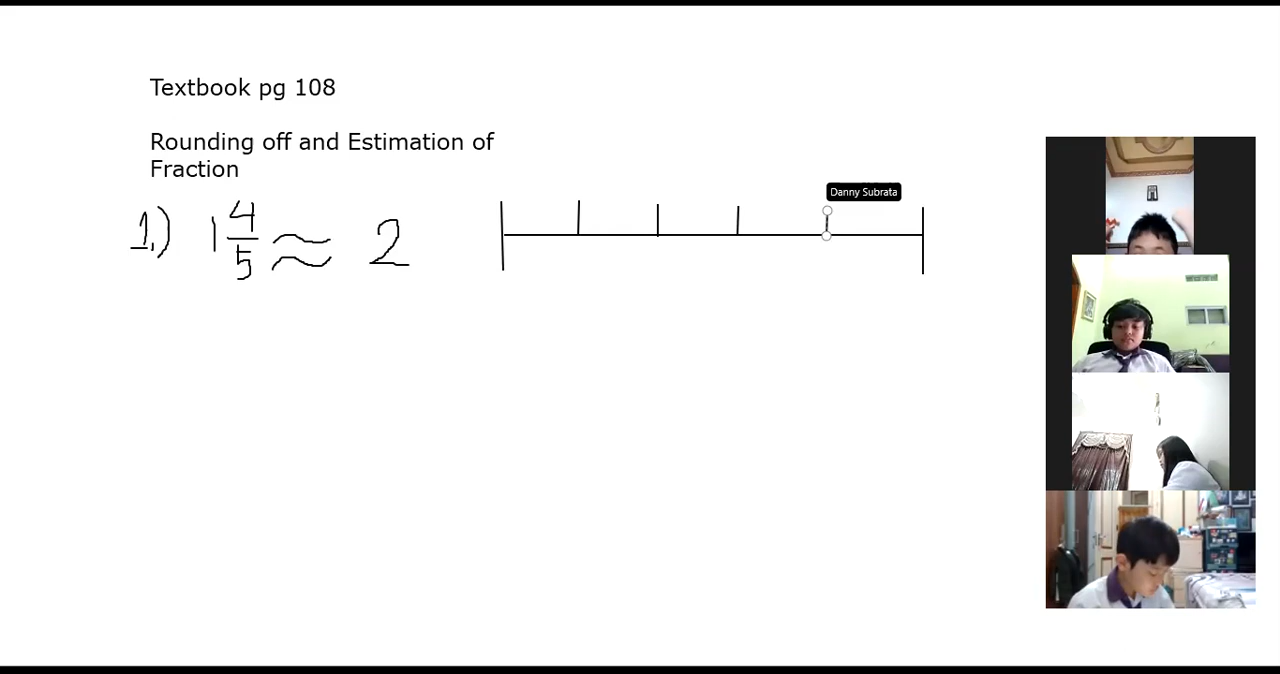 Textbook pg 108
Rounding off and Estimation of
Fraction
1.) 1 4/5 ≈ 2
Danny Subrata